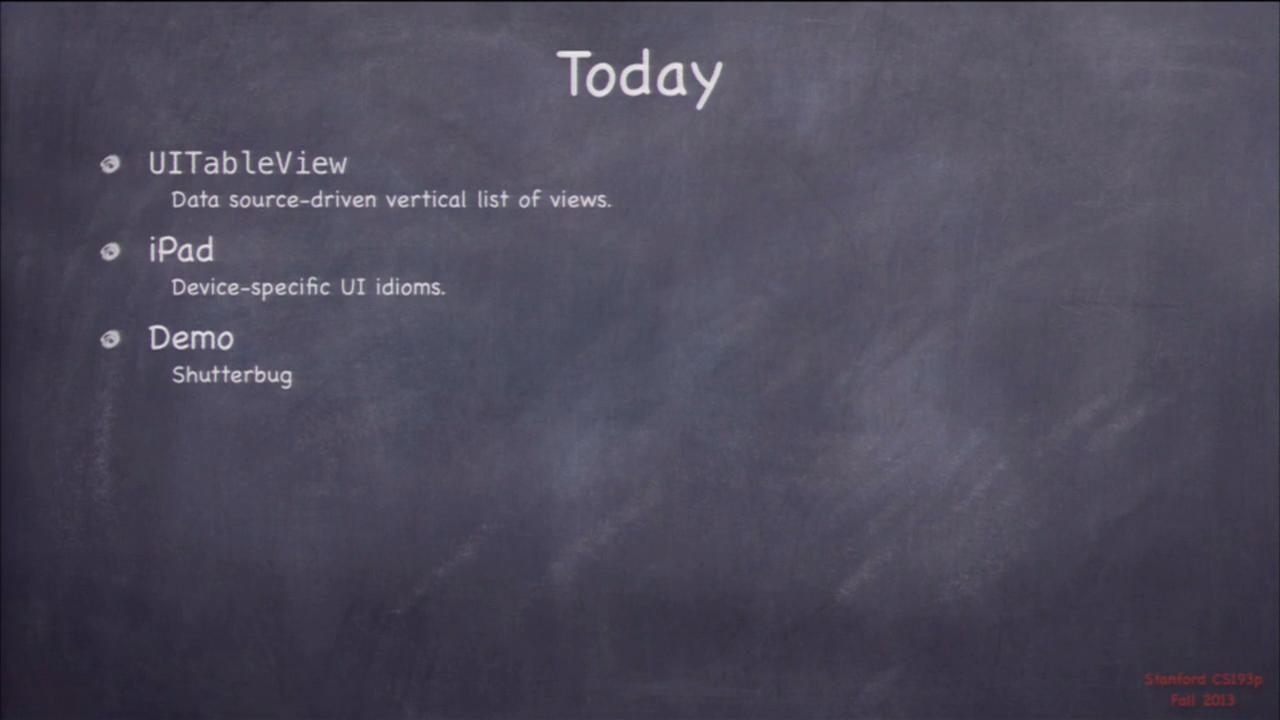 Today
UITableView
Data source-driven vertical list of views.
iPad
Device-specific UI idioms.
Demo
Shutterbug
Stanford CS193p
Fall 2013